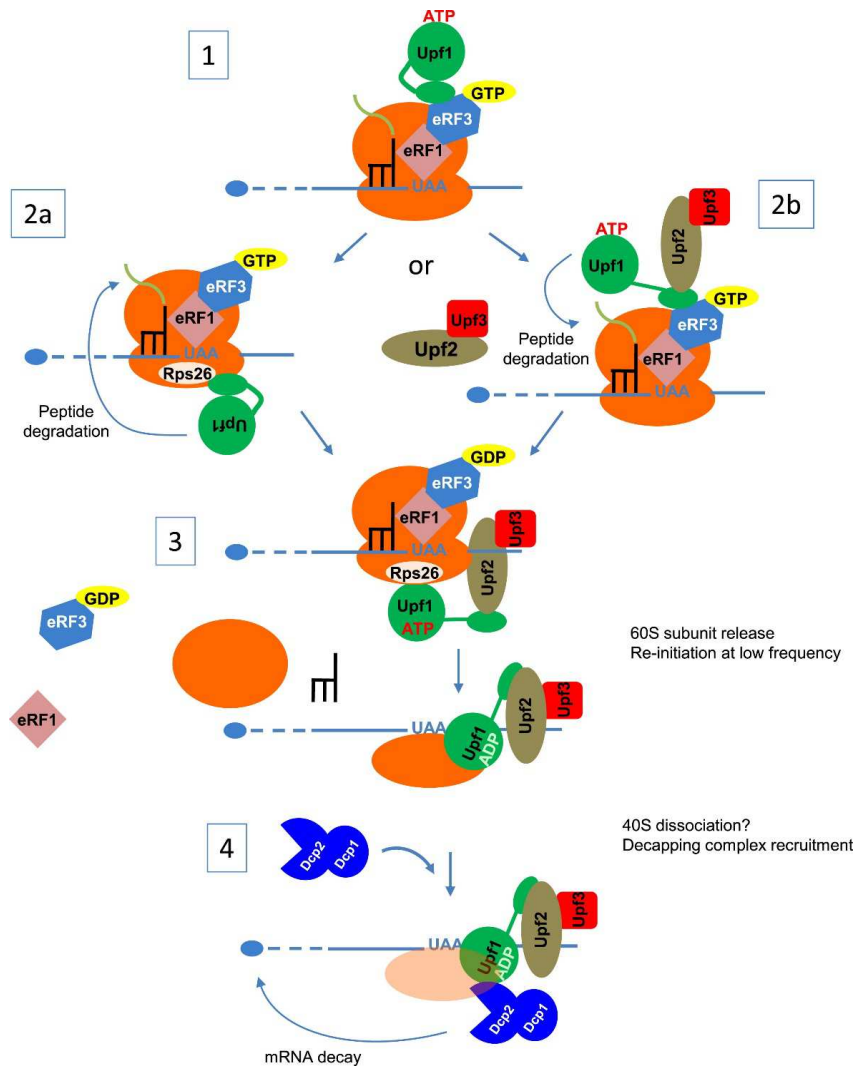 1
ATP
Upf1
GTP
eRF3
eRF1
UAA
2a
GTP
eRF3
eRF1
UAA
Rps26
Upf1
Peptide
degradation
or
Upf3
Upf2
2b
ATP
Upf1
Upf2
Upf3
GTP
eRF3
eRF1
UAA
Peptide
degradation
3
GDP
eRF3
eRF1
UAA
Rps26
Upf1
ATP
Upf2
Upf3
GDP
eRF3
eRF1
60S subunit release
Re-initiation at low frequency
UAA
Upf1
ADP
Upf2
Upf3
4
Dcp2
Dcp1
40S dissociation?
Decapping complex recruitment
UAA
Upf1
ADP
Upf2
Upf3
Dcp2
Dcp1
mRNA decay